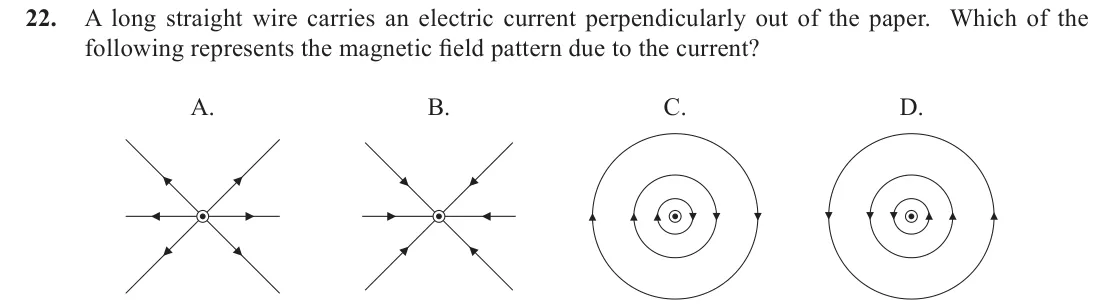 22. A long straight wire carries an electric current perpendicularly out of the paper. Which of the
following represents the magnetic field pattern due to the current?
A. B. C. D.